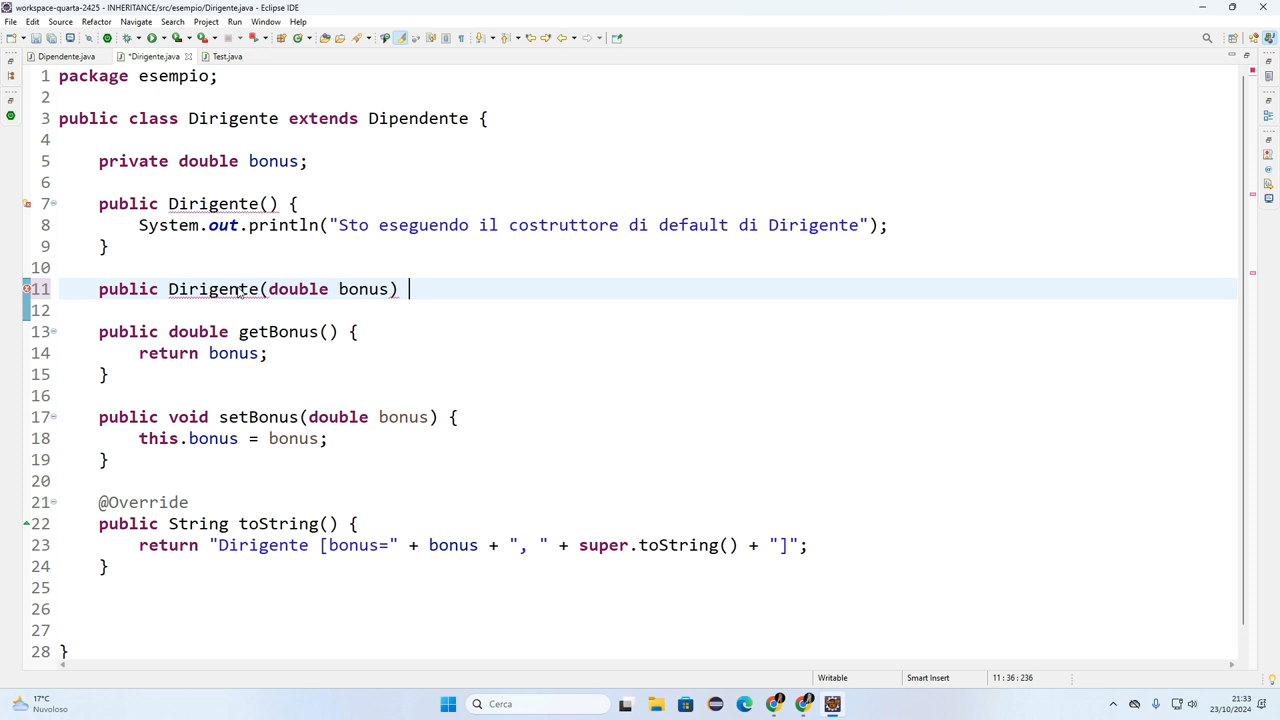 workspace-quarta-2425 - INHERITANCE/src/esempio/Dirigente.java - Eclipse IDE
File Edit Source Refactor Navigate Search Project Run Window Help
Dipendente.java *Dirigente.java Test.java
1 package esempio;
2
3 public class Dirigente extends Dipendente {
4
5 private double bonus;
6
7 public Dirigente() {
8 System.out.println("Sto eseguendo il costruttore di default di Dirigente");
9 }
10
11 public Dirigente(double bonus)
12
13 public double getBonus() {
14 return bonus;
15 }
16
17 public void setBonus(double bonus) {
18 this.bonus = bonus;
19 }
20
21 @Override
22 public String toString() {
23 return "Dirigente [bonus=" + bonus + ", " + super.toString() + "]";
24 }
25
26
27
28 }
Writable Smart Insert 11 : 36 : 236
17°C
Nuvoloso
Cerca
21:33
23/10/2024